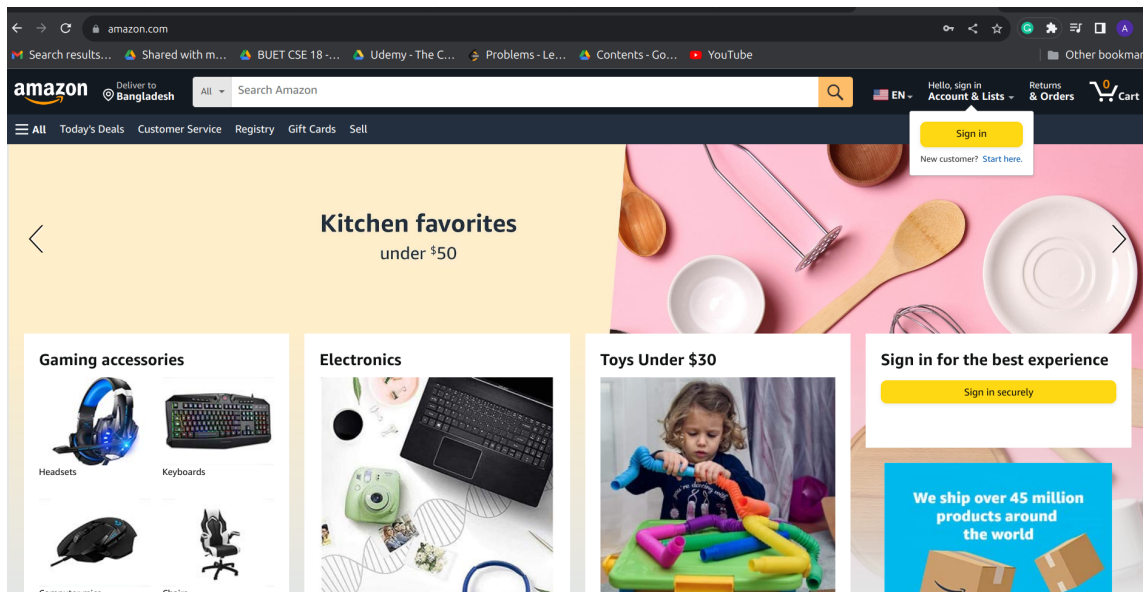 amazon.com
A
Search results...
Shared with m...
BUET CSE 18 -...
Udemy - The C...
Problems - Le...
Contents - Go...
YouTube
Other bookmar
amazon
Deliver to
Bangladesh
All
Search Amazon
EN
Hello, sign in
Account & Lists
Returns
& Orders
0
Cart
All
Today's Deals
Customer Service
Registry
Gift Cards
Sell
Sign in
New customer? Start here.
Kitchen favorites
under $50
Gaming accessories
Electronics
Toys Under $30
Sign in for the best experience
Sign in securely
Headsets
Keyboards
We ship over 45 million
products around
the world